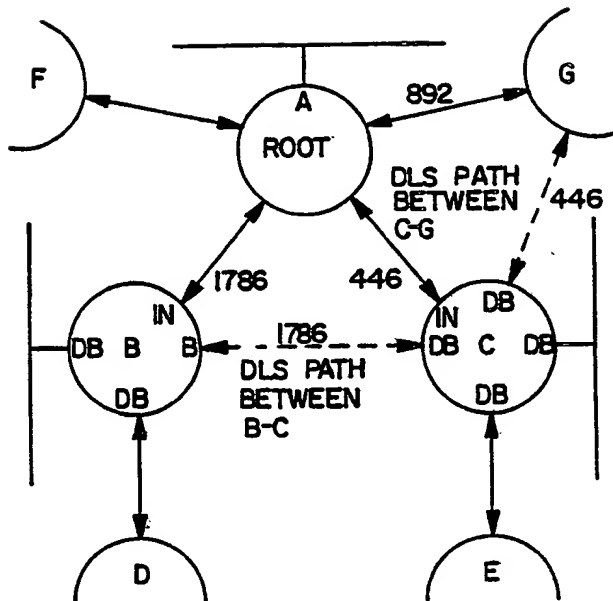 F
A
ROOT
892
G
DLS PATH
BETWEEN
C-G
446
1786
446
IN
DB B B
DB
1786
DLS PATH
BETWEEN
B-C
IN DB
DB C DB
DB
D
E